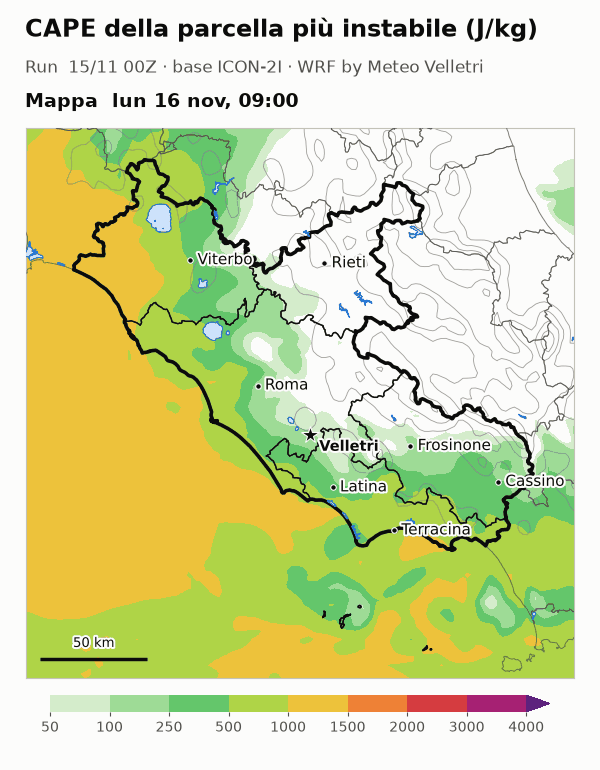 CAPE della parcella più instabile (J/kg)
Run  15/11 00Z · base ICON-2I · WRF by Meteo Velletri
Mappa  lun 16 nov, 09:00
Viterbo
Rieti
Roma
Velletri
Frosinone
Cassino
Latina
Terracina
50 km
50 100 250 500 1000 1500 2000 3000 4000